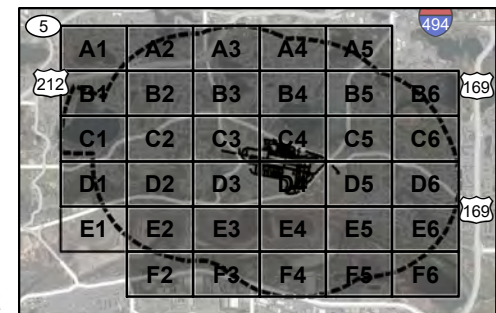 5
494
A1 A2 A3 A4 A5
212
B1 B2 B3 B4 B5 B6
169
C1 C2 C3 C4 C5 C6
D1 D2 D3 D4 D5 D6
169
E1 E2 E3 E4 E5 E6
F2 F3 F4 F5 F6